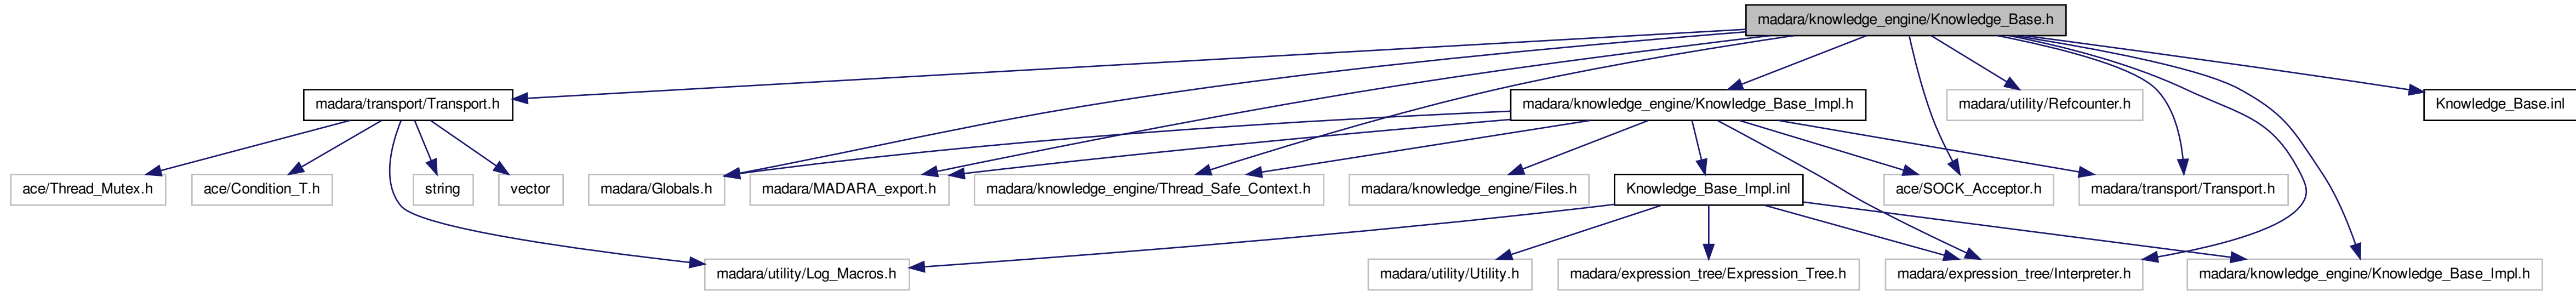 madara/knowledge_engine/Knowledge_Base.h
madara/transport/Transport.h
madara/knowledge_engine/Knowledge_Base_Impl.h
madara/utility/Refcounter.h
Knowledge_Base.inl
ace/Thread_Mutex.h
ace/Condition_T.h
string
vector
madara/Globals.h
madara/MADARA_export.h
madara/knowledge_engine/Thread_Safe_Context.h
madara/knowledge_engine/Files.h
Knowledge_Base_Impl.inl
ace/SOCK_Acceptor.h
madara/transport/Transport.h
madara/utility/Log_Macros.h
madara/utility/Utility.h
madara/expression_tree/Expression_Tree.h
madara/expression_tree/Interpreter.h
madara/knowledge_engine/Knowledge_Base_Impl.h